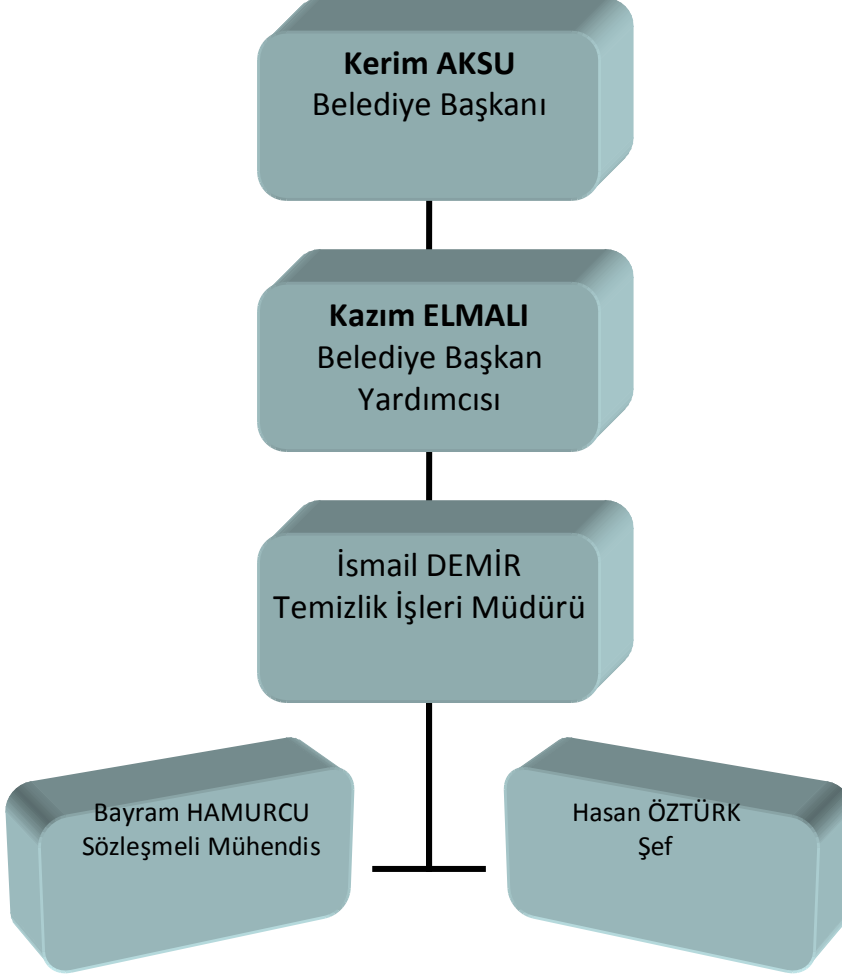 Kerim AKSU
Belediye Başkanı
Kazım ELMALI
Belediye Başkan
Yardımcısı
İsmail DEMİR
Temizlik İşleri Müdürü
Bayram HAMURCU
Sözleşmeli Mühendis
Hasan ÖZTÜRK
Şef